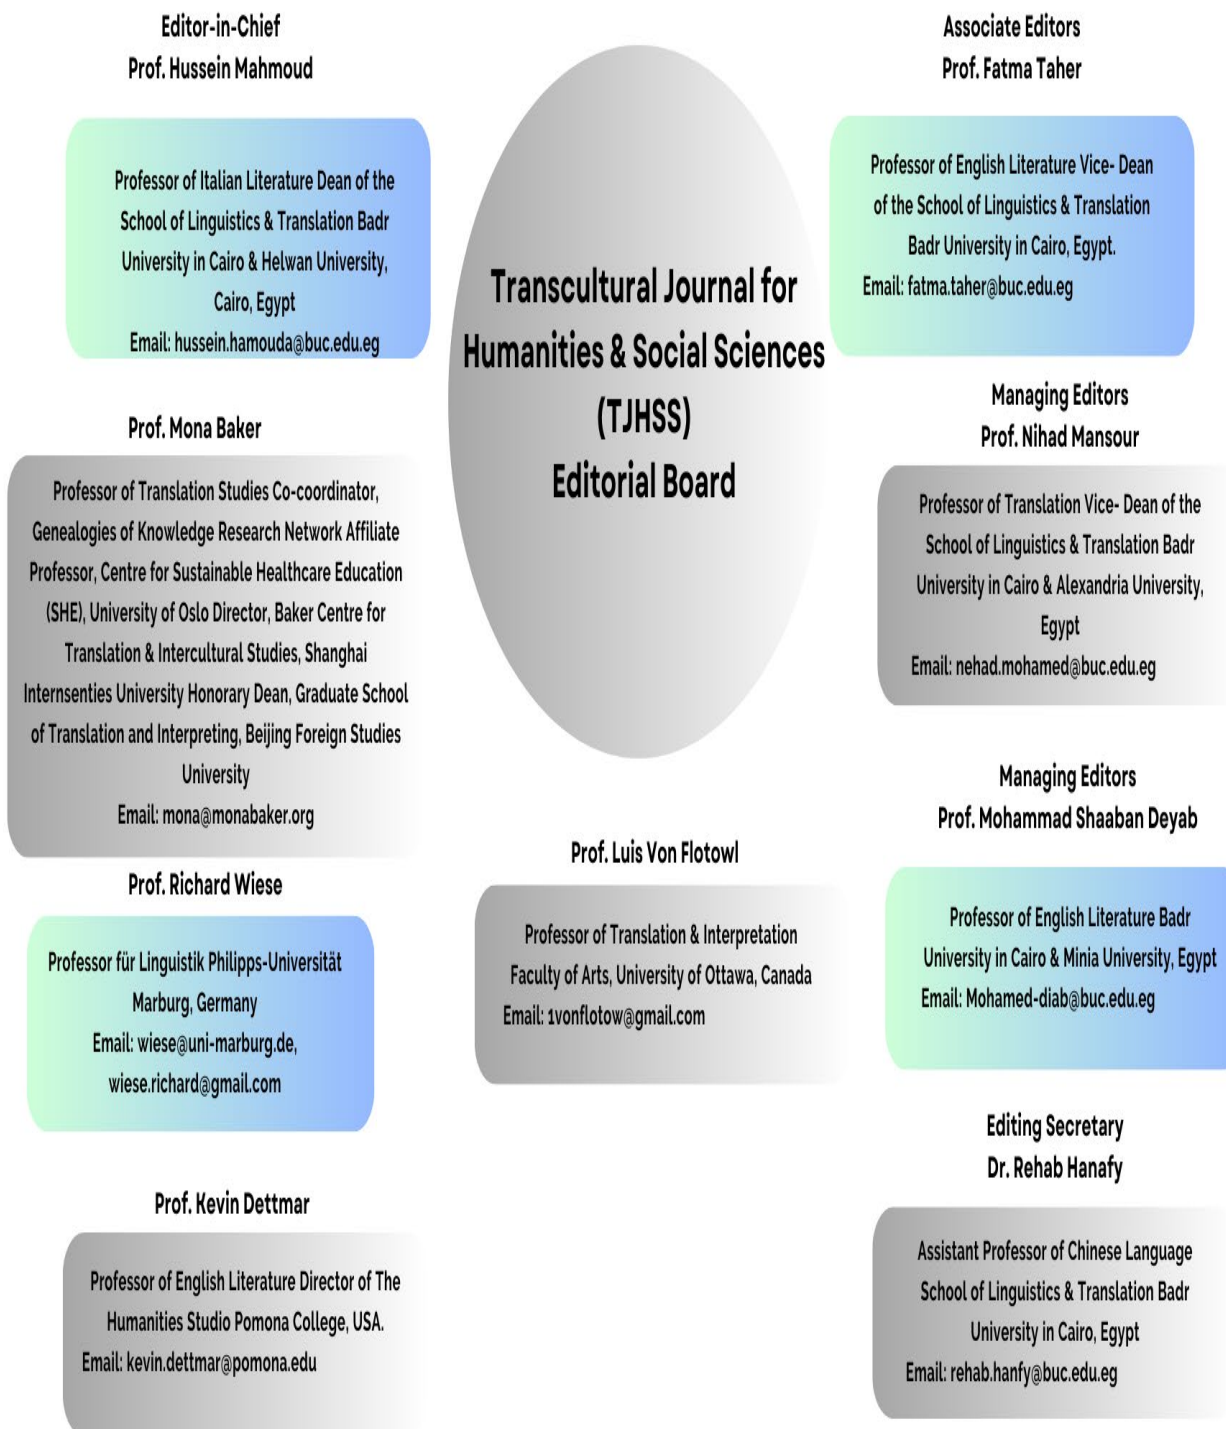 Editor-in-Chief
Prof. Hussein Mahmoud
Professor of Italian Literature Dean of the
School of Linguistics & Translation Badr
University in Cairo & Helwan University,
Cairo, Egypt
Email: hussein.hamouda@buc.edu.eg
Prof. Mona Baker
Professor of Translation Studies Co-coordinator,
Genealogies of Knowledge Research Network Affiliate
Professor, Centre for Sustainable Healthcare Education
(SHE), University of Oslo Director, Baker Centre for
Translation & Intercultural Studies, Shanghai
Internsenties University Honorary Dean, Graduate School
of Translation and Interpreting, Beijing Foreign Studies
University
Email: mona@monabaker.org
Prof. Richard Wiese
Professor für Linguistik Philipps-Universität
Marburg, Germany
Email: wiese@uni-marburg.de,
wiese.richard@gmail.com
Prof. Kevin Dettmar
Professor of English Literature Director of The
Humanities Studio Pomona College, USA.
Email: kevin.dettmar@pomona.edu
Transcultural Journal for
Humanities & Social Sciences
(TJHSS)
Editorial Board
Prof. Luis Von Flotowl
Professor of Translation & Interpretation
Faculty of Arts, University of Ottawa, Canada
Email: 1vonflotow@gmail.com
Associate Editors
Prof. Fatma Taher
Professor of English Literature Vice- Dean
of the School of Linguistics & Translation
Badr University in Cairo, Egypt.
Email: fatma.taher@buc.edu.eg
Managing Editors
Prof. Nihad Mansour
Professor of Translation Vice- Dean of the
School of Linguistics & Translation Badr
University in Cairo & Alexandria University,
Egypt
Email: nehad.mohamed@buc.edu.eg
Managing Editors
Prof. Mohammad Shaaban Deyab
Professor of English Literature Badr
University in Cairo & Minia University, Egypt
Email: Mohamed-diab@buc.edu.eg
Editing Secretary
Dr. Rehab Hanafy
Assistant Professor of Chinese Language
School of Linguistics & Translation Badr
University in Cairo, Egypt
Email: rehab.hanfy@buc.edu.eg